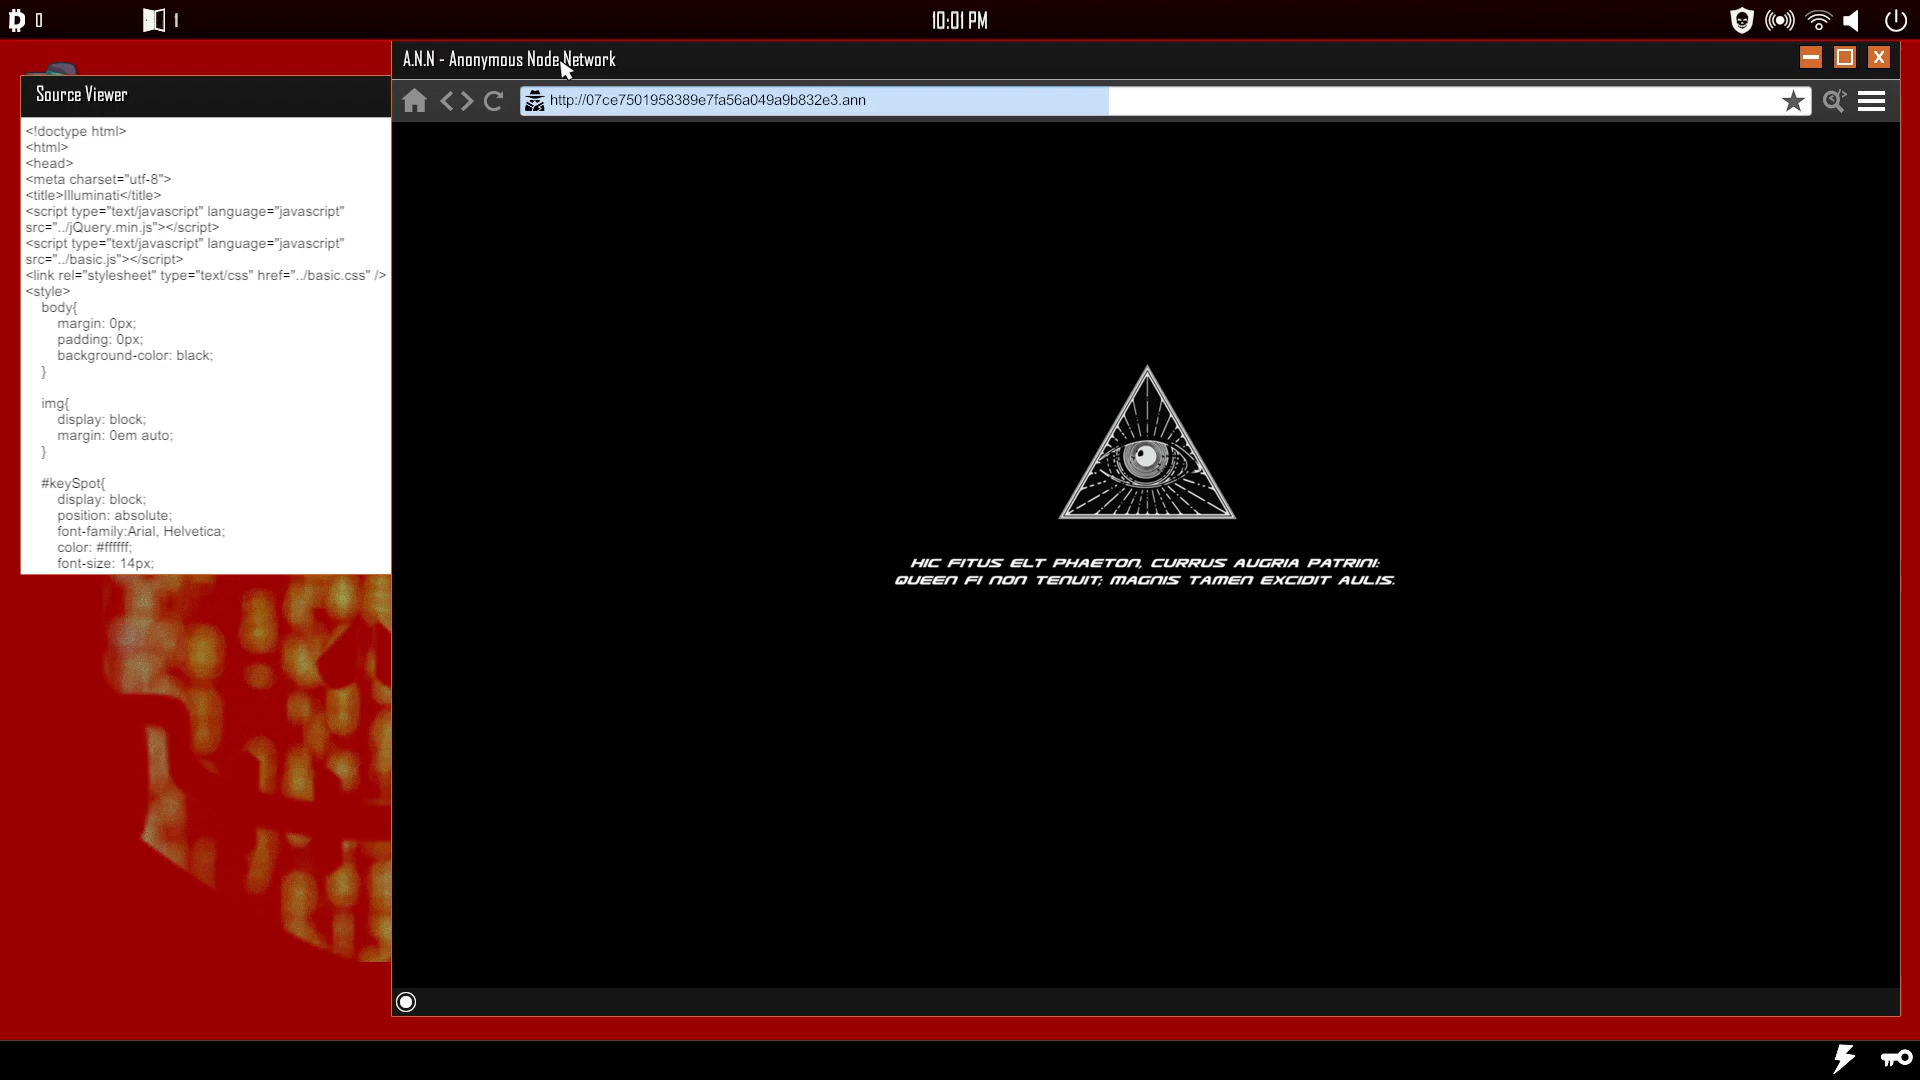 0
1
10:01 PM
A.N.N - Anonymous Node Network
http://07ce7501958389e7fa56a049a9b832e3.ann
Source Viewer
<!doctype html>
<html>
<head>
<meta charset="utf-8">
<title>Illuminati</title>
<script type="text/javascript" language="javascript"
src="../jQuery.min.js"></script>
<script type="text/javascript" language="javascript"
src="../basic.js"></script>
<link rel="stylesheet" type="text/css" href="../basic.css" />
<style>
body{
margin: 0px;
padding: 0px;
background-color: black;
}
img{
display: block;
margin: 0em auto;
}
#keySpot{
display: block;
position: absolute;
font-family:Arial, Helvetica;
color: #ffffff;
font-size: 14px;
HIC FITUS ELT PHAETON, CURRUS AUGRIA PATRINI:
QUEEN FI NON TENUIT; MAGNIS TAMEN EXCIDIT AULIS.